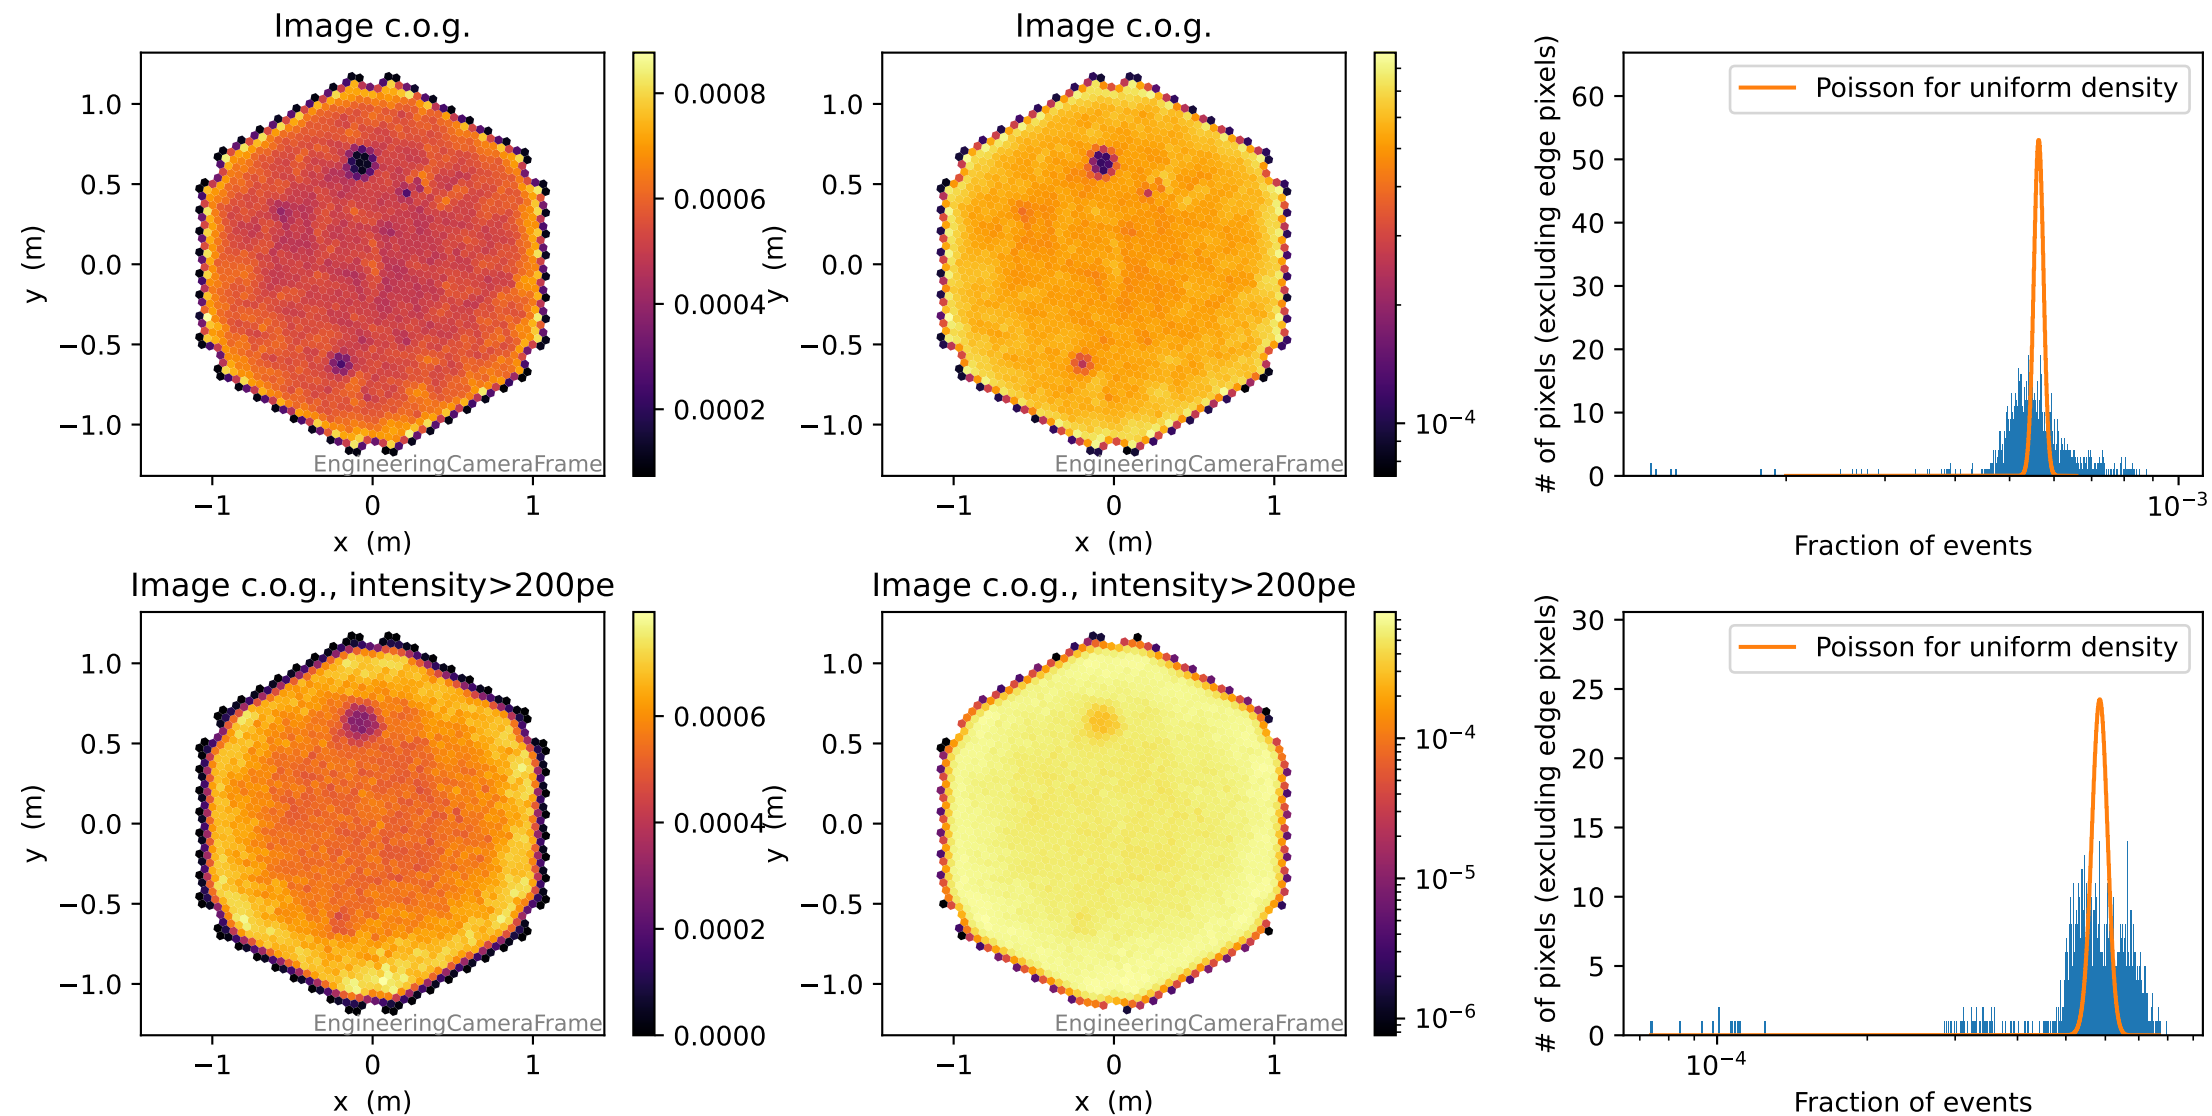 Image c.o.g.
1.0
0.5
0.0
−0.5
−1.0
y (m)
−1
0
1
x (m)
EngineeringCameraFrame
0.0008
0.0006
0.0004
0.0002
Image c.o.g.
1.0
0.5
0.0
−0.5
−1.0
y (m)
−1
0
1
x (m)
EngineeringCameraFrame
10⁻⁴
# of pixels (excluding edge pixels)
60
50
40
30
20
10
0
Poisson for uniform density
10⁻³
Fraction of events
Image c.o.g., intensity>200pe
1.0
0.5
0.0
−0.5
−1.0
y (m)
−1
0
1
x (m)
EngineeringCameraFrame
0.0006
0.0004
0.0002
0.0000
Image c.o.g., intensity>200pe
1.0
0.5
0.0
−0.5
−1.0
y (m)
−1
0
1
x (m)
EngineeringCameraFrame
10⁻⁴
10⁻⁵
10⁻⁶
# of pixels (excluding edge pixels)
30
25
20
15
10
5
0
Poisson for uniform density
10⁻⁴
Fraction of events